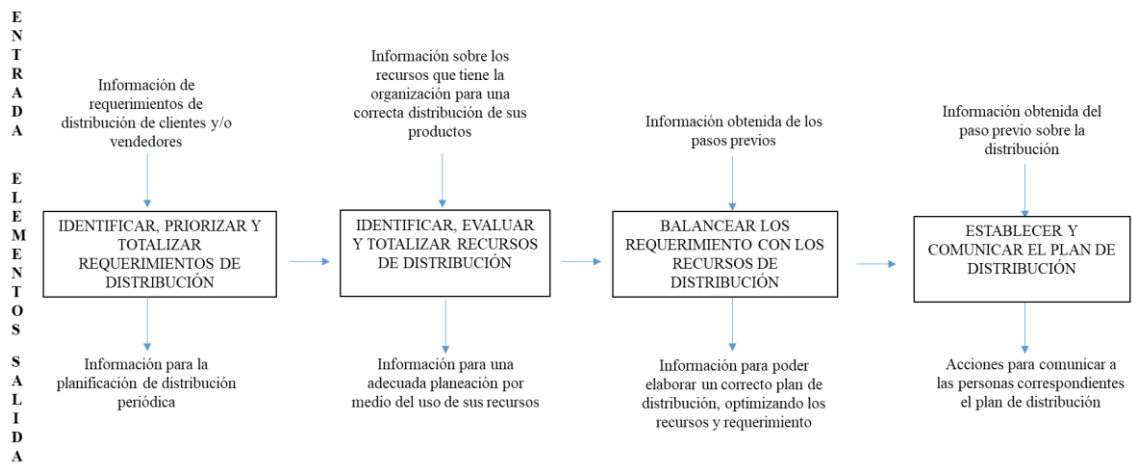 ENTRADA
Información de
requerimientos de
distribución de clientes y/o
vendedores
Información sobre los
recursos que tiene la
organización para una
correcta distribución de sus
productos
Información obtenida de los
pasos previos
Información obtenida del
paso previo sobre la
distribución
ELEMENTOS
IDENTIFICAR, PRIORIZAR Y
TOTALIZAR
REQUERIMIENTOS DE
DISTRIBUCIÓN
IDENTIFICAR, EVALUAR
Y TOTALIZAR RECURSOS
DE DISTRIBUCIÓN
BALANCEAR LOS
REQUERIMIENTO CON LOS
RECURSOS DE
DISTRIBUCIÓN
ESTABLECER Y
COMUNICAR EL PLAN DE
DISTRIBUCIÓN
SALIDA
Información para la
planificación de distribución
periódica
Información para una
adecuada planeación por
medio del uso de sus recursos
Información para poder
elaborar un correcto plan de
distribución, optimizando los
recursos y requerimiento
Acciones para comunicar a
las personas correspondientes
el plan de distribución